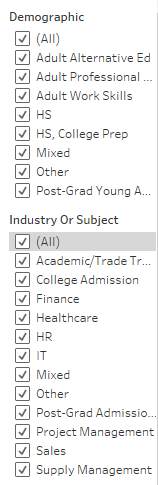 Demographic
(All)
Adult Alternative Ed
Adult Professional ...
Adult Work Skills
HS
HS, College Prep
Mixed
Other
Post-Grad Young A...
Industry Or Subject
(All)
Academic/Trade Tr...
College Admission
Finance
Healthcare
HR
IT
Mixed
Other
Post-Grad Admissio...
Project Management
Sales
Supply Management